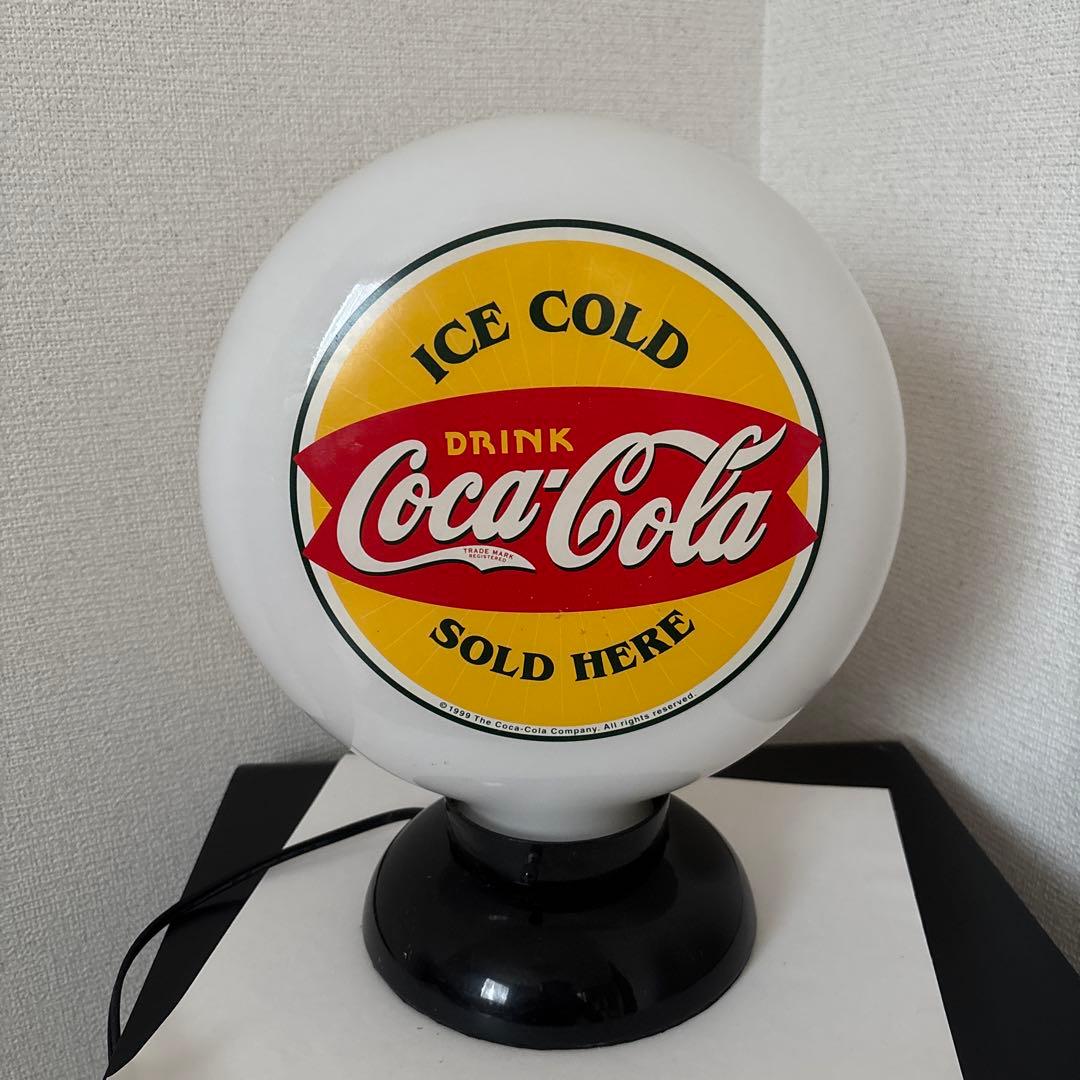 ICE COLD
DRINK
Coca-Cola
TRADE MARK
REGISTERED
SOLD HERE
©1999 The Coca-Cola Company. All rights reserved.